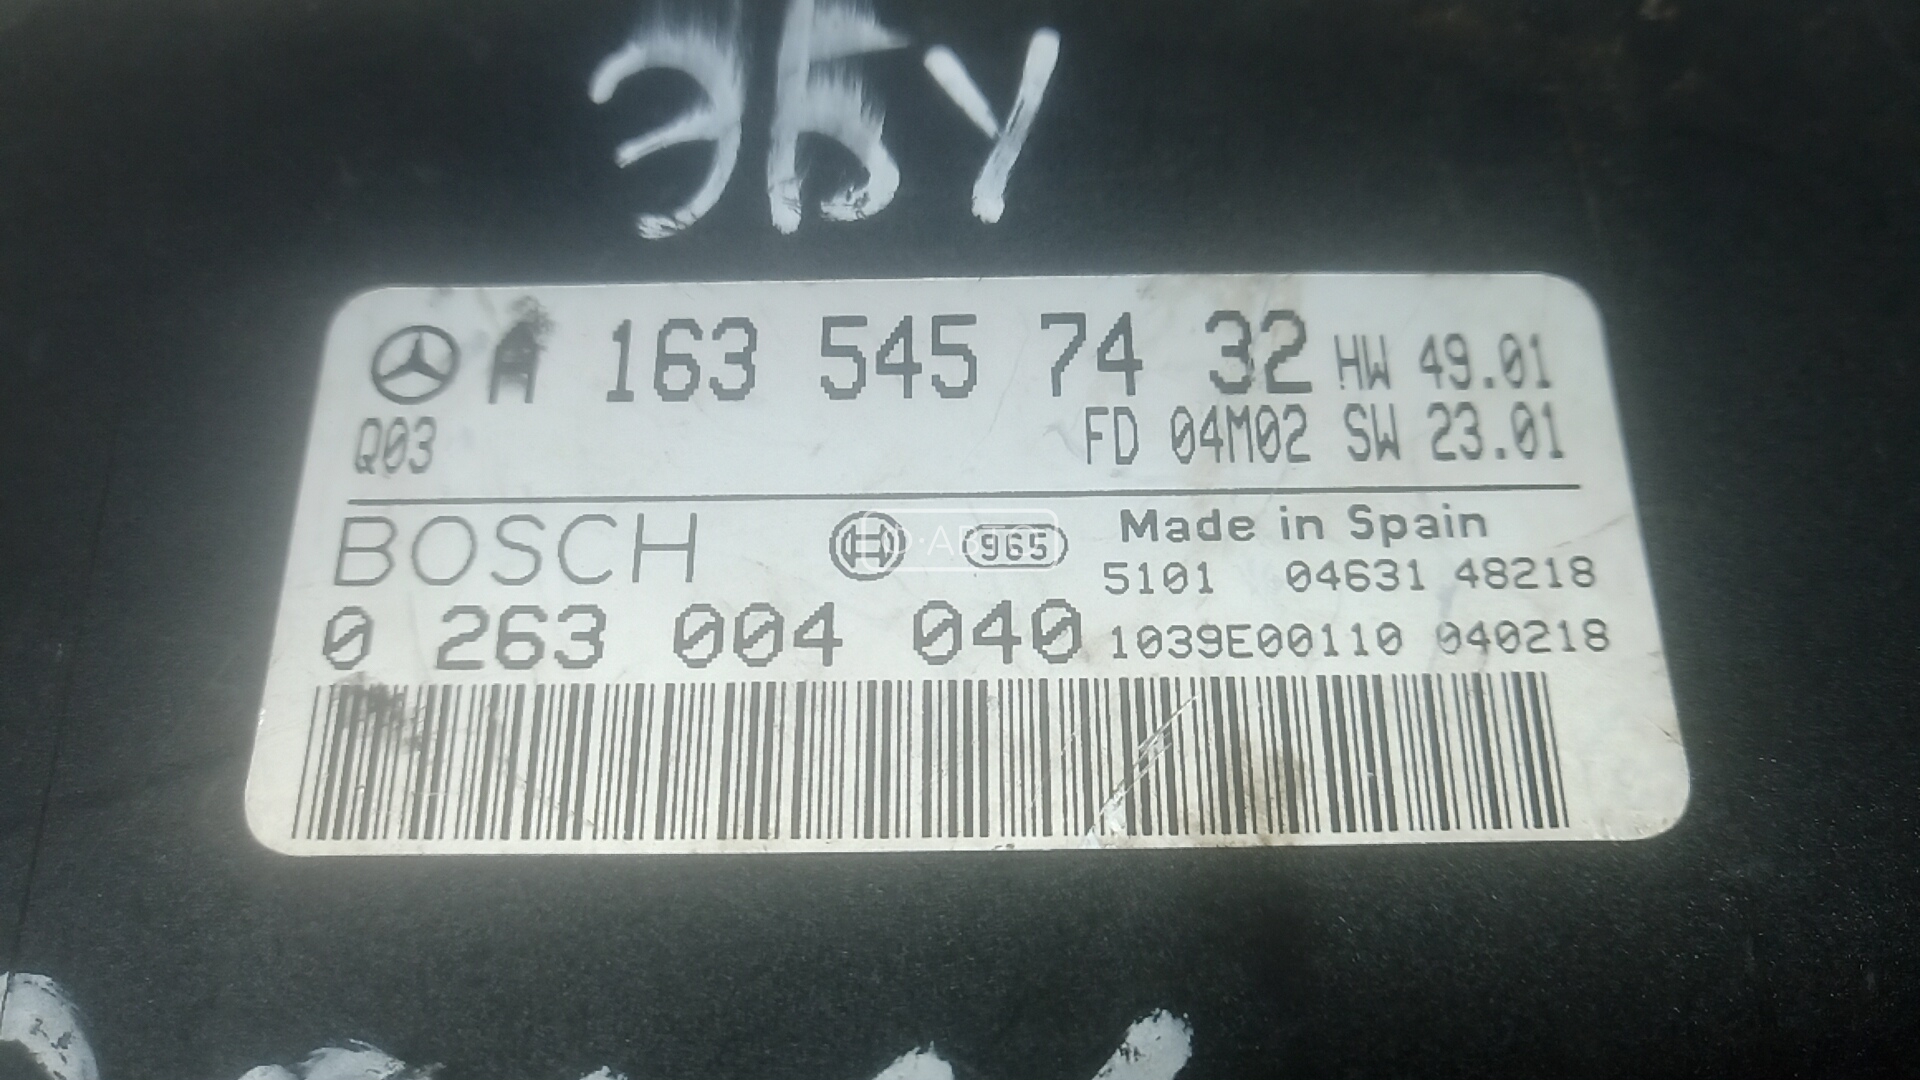 ЭБУ
A 163 545 74 32 HW 49.01
Q03 FD 04M02 SW 23.01
BOSCH 965 Made in Spain
5101 04631 48218
0 263 004 040 1039E00110 040218